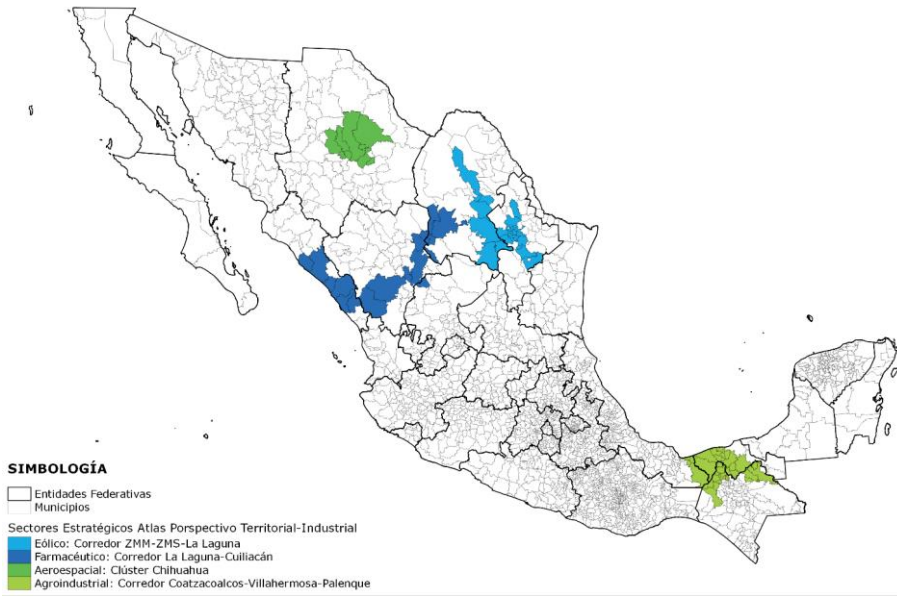 SIMBOLOGÍA
Entidades Federativas
Municipios
Sectores Estratégicos Atlas Porspectivo Territorial-Industrial
Eólico: Corredor ZMM-ZMS-La Laguna
Farmacéutico: Corredor La Laguna-Cuiliacán
Aeroespacial: Clúster Chihuahua
Agroindustrial: Corredor Coatzacoalcos-Villahermosa-Palenque